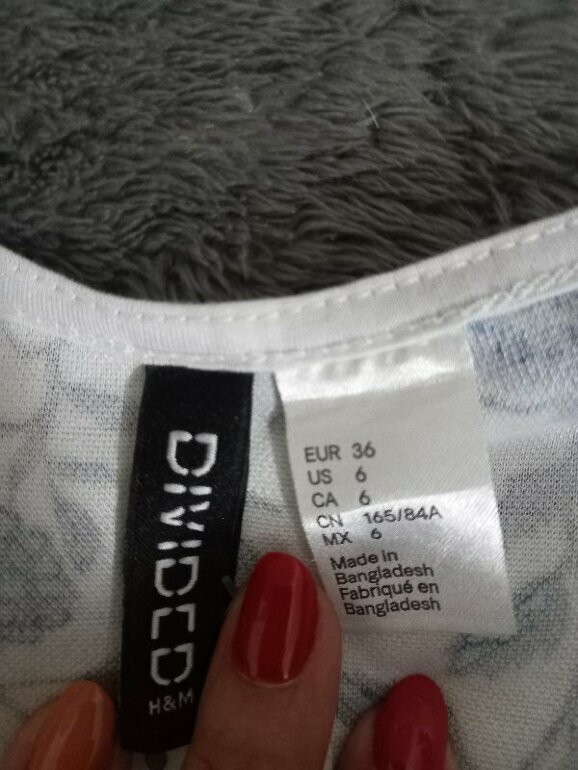 DIVIDED
H&M
EUR 36
US 6
CA 6
CN 165/84A
MX 6
Made in
Bangladesh
Fabriqué en
Bangladesh